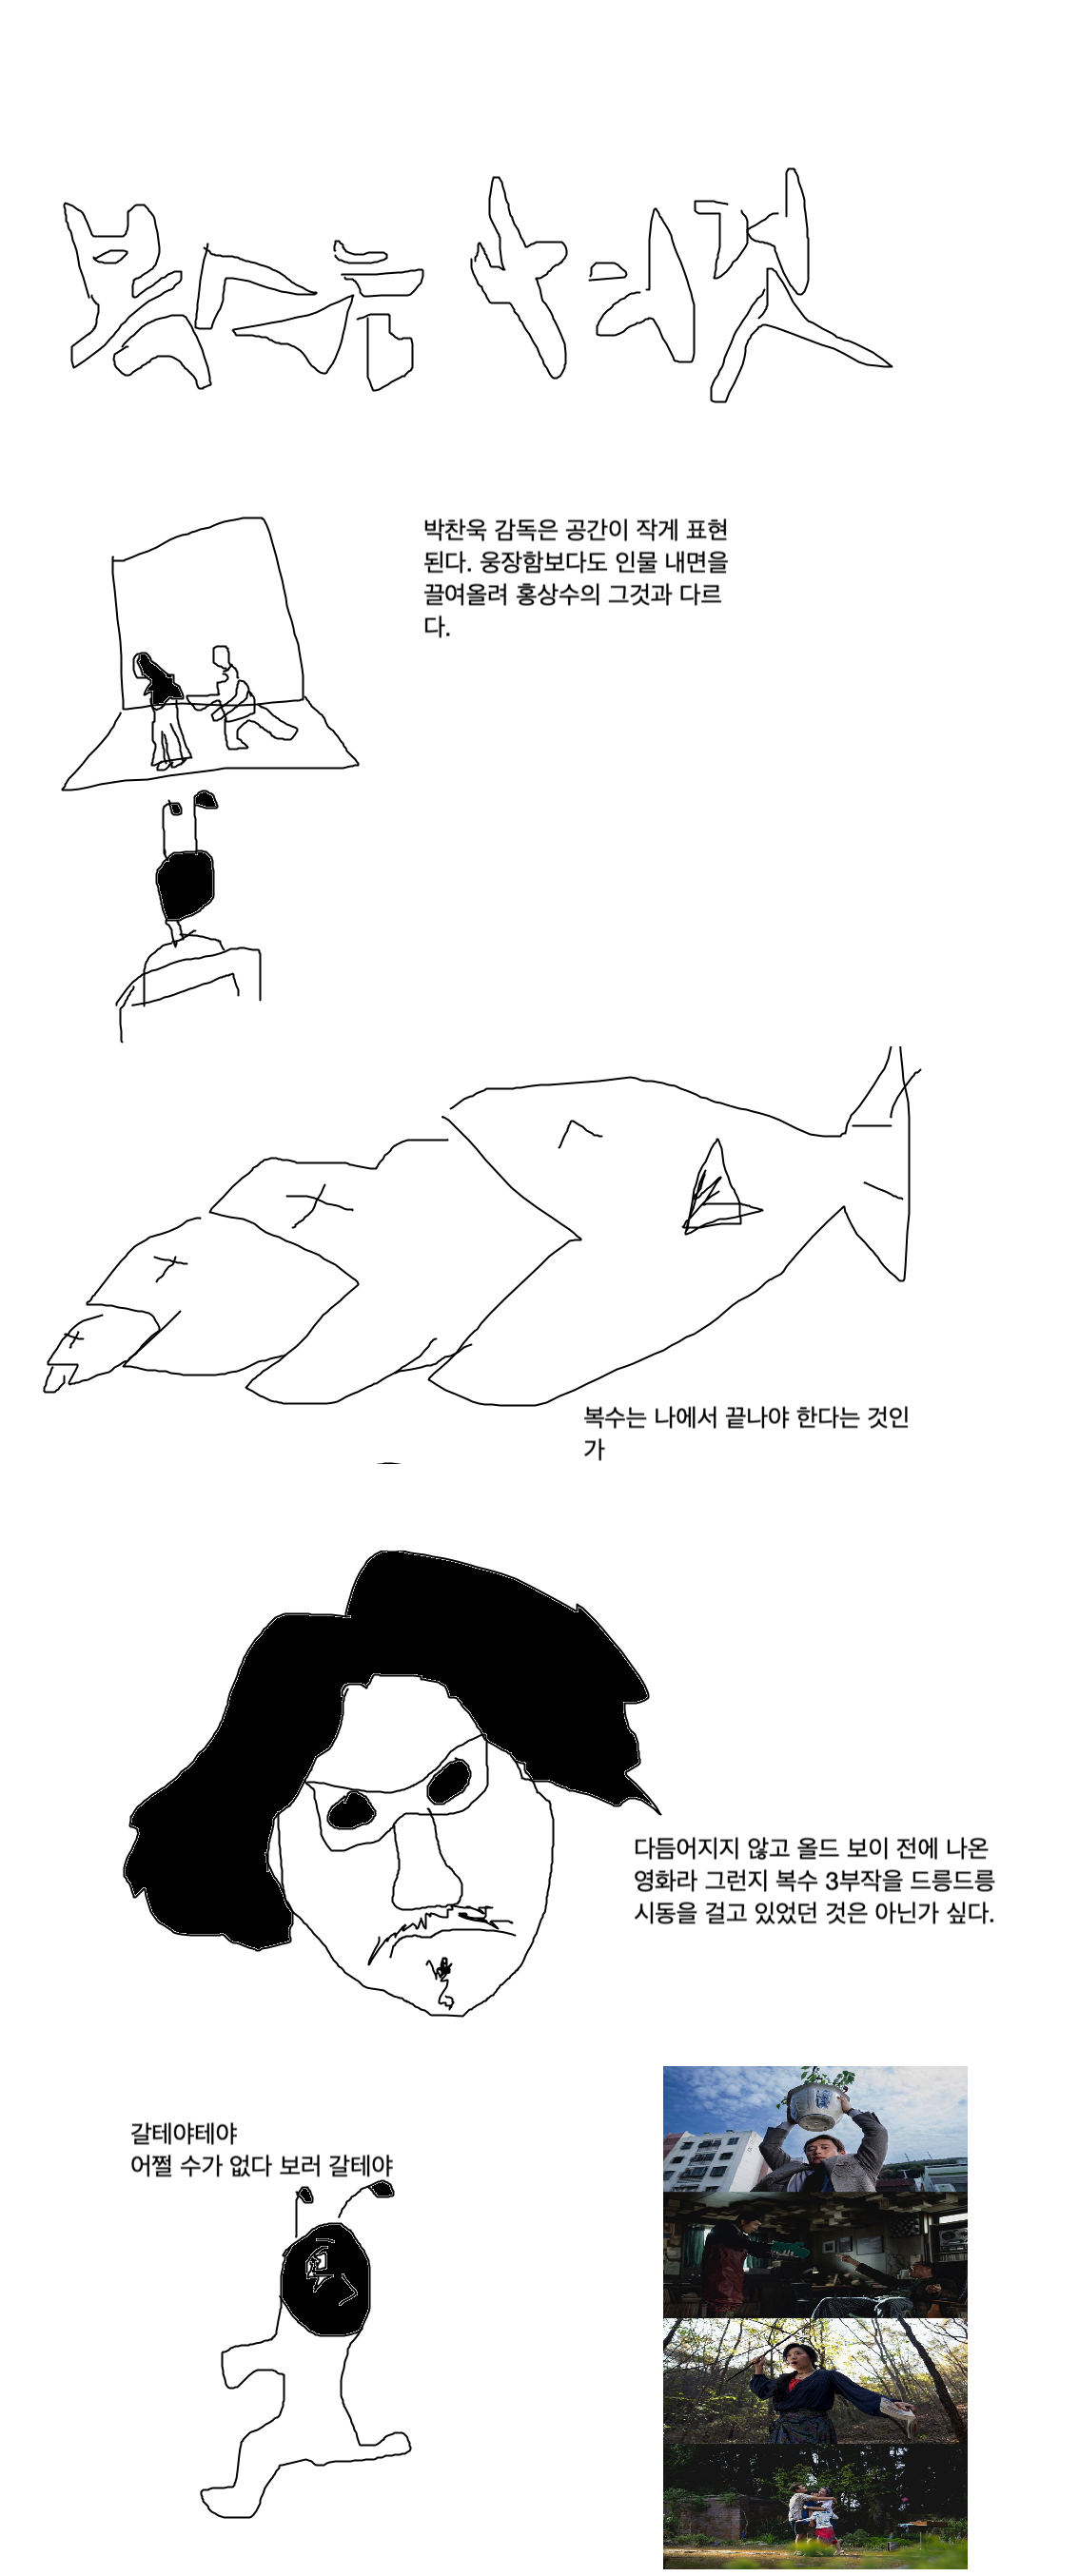 복수는 나의 것
박찬욱 감독은 공간이 작게 표현
된다. 웅장함보다도 인물 내면을
끌여올려 홍상수의 그것과 다르
다.
복수는 나에서 끝나야 한다는 것인
가
다듬어지지 않고 올드 보이 전에 나온
영화라 그런지 복수 3부작을 드릉드릉
시동을 걸고 있었던 것은 아닌가 싶다.
갈테야테야
어쩔 수가 없다 보러 갈테야